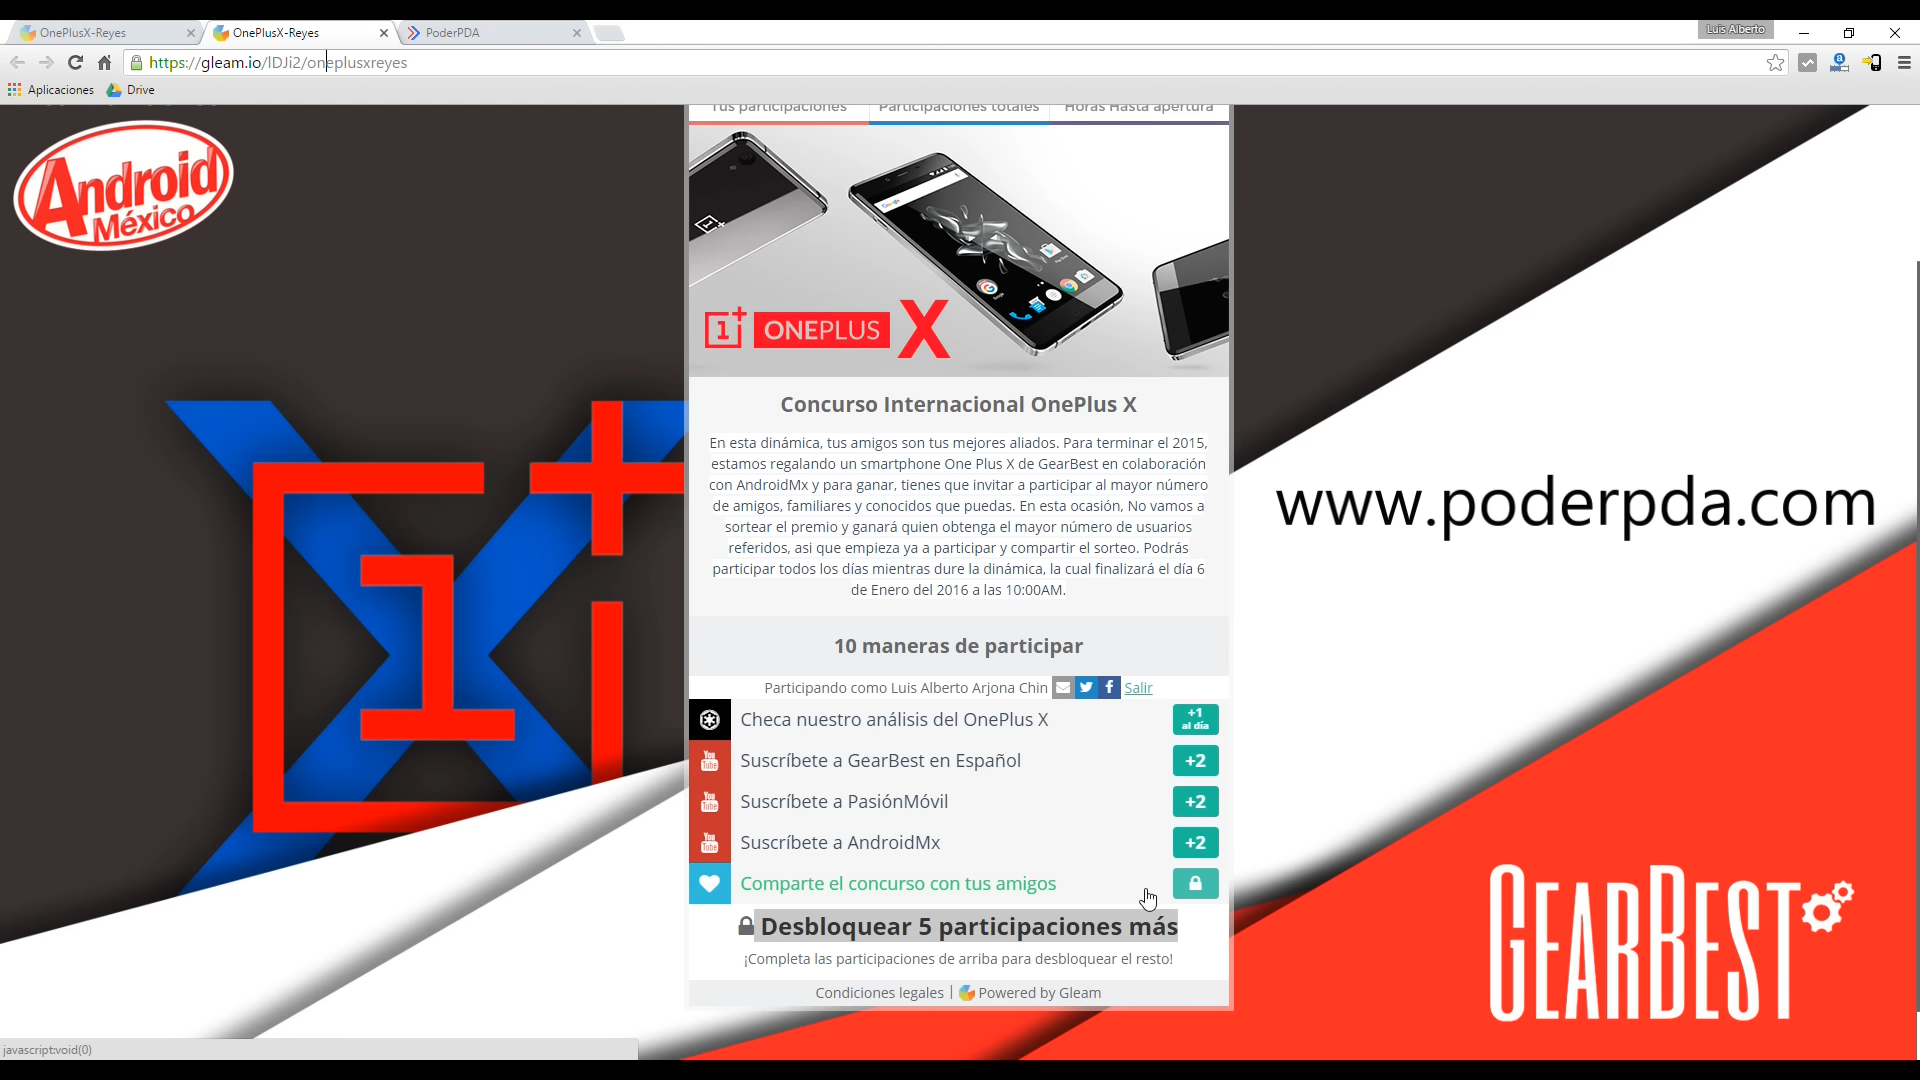 OnePlusX-Reyes
OnePlusX-Reyes
PoderPDA
Luis Alberto
https://gleam.io/lDJi2/oneplusxreyes
Aplicaciones
Drive
Tus participaciones
Participaciones totales
Horas Hasta apertura
Android
México
1+ ONEPLUS X
Concurso Internacional OnePlus X
En esta dinámica, tus amigos son tus mejores aliados. Para terminar el 2015,
estamos regalando un smartphone One Plus X de GearBest en colaboración
con AndroidMx y para ganar, tienes que invitar a participar al mayor número
de amigos, familiares y conocidos que puedas. En esta ocasión, No vamos a
sortear el premio y ganará quien obtenga el mayor número de usuarios
referidos, asi que empieza ya a participar y compartir el sorteo. Podrás
participar todos los días mientras dure la dinámica, la cual finalizará el día 6
de Enero del 2016 a las 10:00AM.
www.poderpda.com
10 maneras de participar
Participando como Luis Alberto Arjona Chin Salir
Checa nuestro análisis del OnePlus X
+1
al día
You Tube Suscríbete a GearBest en Español +2
You Tube Suscríbete a PasiónMóvil +2
You Tube Suscríbete a AndroidMx +2
Comparte el concurso con tus amigos
Desbloquear 5 participaciones más
¡Completa las participaciones de arriba para desbloquear el resto!
Condiciones legales | Powered by Gleam
GEARBEST
javascript:void(0)